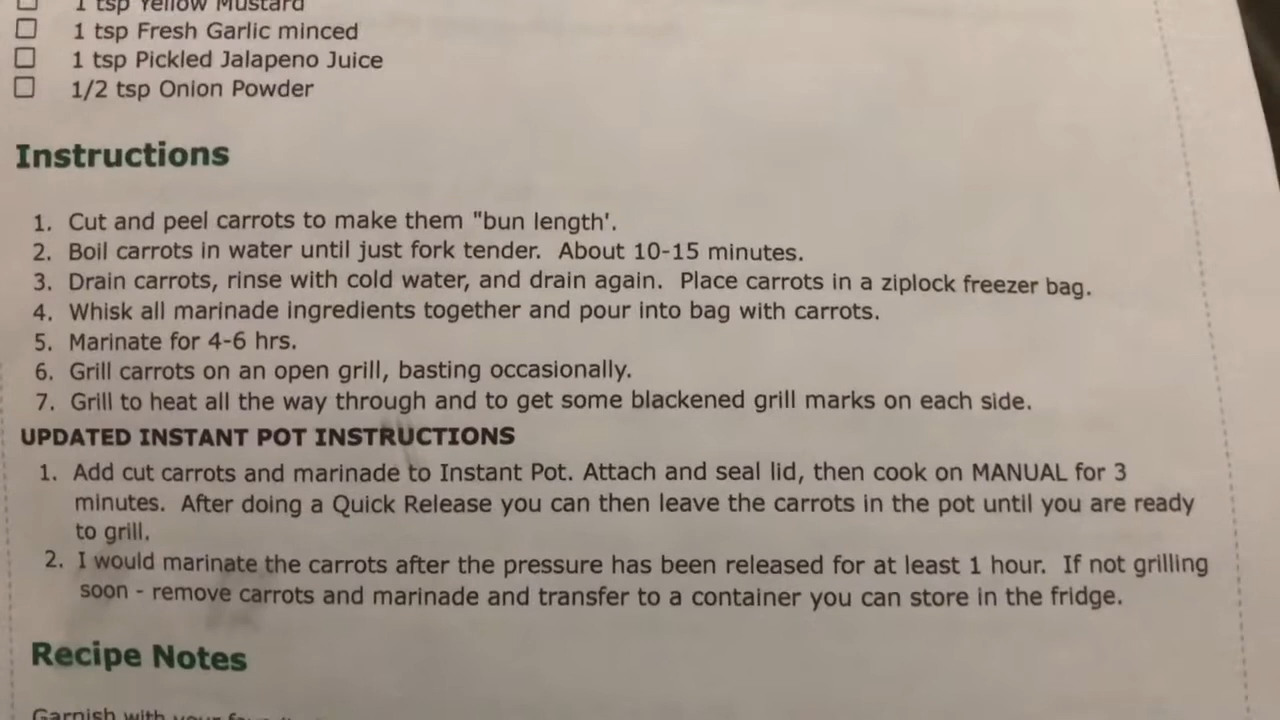 1 tsp Yellow Mustard
1 tsp Fresh Garlic minced
1 tsp Pickled Jalapeno Juice
1/2 tsp Onion Powder
Instructions
1. Cut and peel carrots to make them "bun length'.
2. Boil carrots in water until just fork tender. About 10-15 minutes.
3. Drain carrots, rinse with cold water, and drain again. Place carrots in a ziplock freezer bag.
4. Whisk all marinade ingredients together and pour into bag with carrots.
5. Marinate for 4-6 hrs.
6. Grill carrots on an open grill, basting occasionally.
7. Grill to heat all the way through and to get some blackened grill marks on each side.
UPDATED INSTANT POT INSTRUCTIONS
1. Add cut carrots and marinade to Instant Pot. Attach and seal lid, then cook on MANUAL for 3
minutes. After doing a Quick Release you can then leave the carrots in the pot until you are ready
to grill.
2. I would marinate the carrots after the pressure has been released for at least 1 hour. If not grilling
soon - remove carrots and marinade and transfer to a container you can store in the fridge.
Recipe Notes
Garnish with your